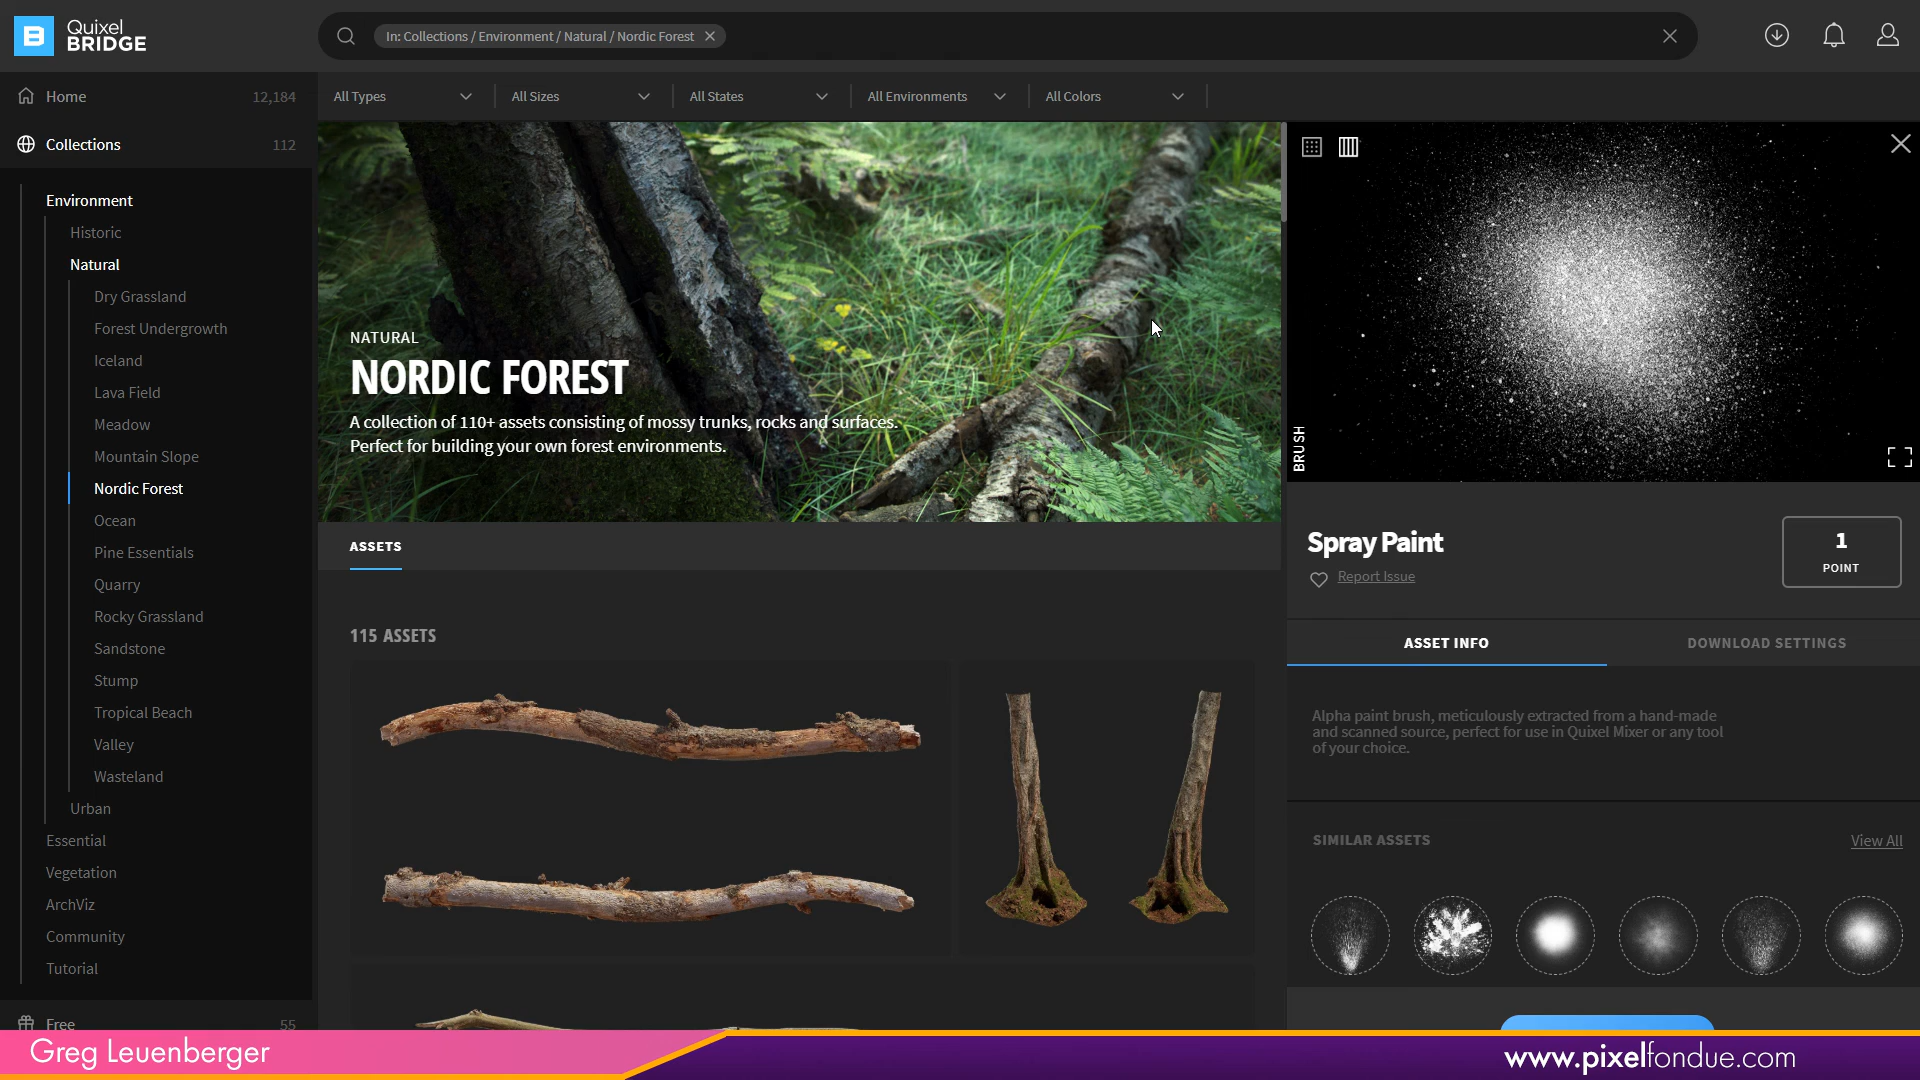 Quixel
BRIDGE
In: Collections / Environment / Natural / Nordic Forest
Home 12,184
Collections 112
All Types
All Sizes
All States
All Environments
All Colors
Environment
Historic
Natural
Dry Grassland
Forest Undergrowth
Iceland
Lava Field
Meadow
Mountain Slope
Nordic Forest
Ocean
Pine Essentials
Quarry
Rocky Grassland
Sandstone
Stump
Tropical Beach
Valley
Wasteland
Urban
Essential
Vegetation
ArchViz
Community
Tutorial
Free 55
NATURAL
NORDIC FOREST
A collection of 110+ assets consisting of mossy trunks, rocks and surfaces.
Perfect for building your own forest environments.
ASSETS
115 ASSETS
BRUSH
Spray Paint
Report Issue
1
POINT
ASSET INFO
DOWNLOAD SETTINGS
Alpha paint brush, meticulously extracted from a hand-made
and scanned source, perfect for use in Quixel Mixer or any tool
of your choice.
SIMILAR ASSETS
View All
Greg Leuenberger
www.pixelfondue.com